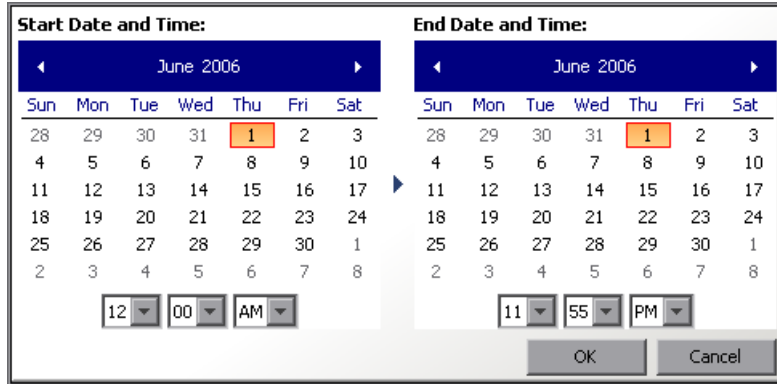 Start Date and Time: End Date and Time:
June 2006 June 2006
Sun Mon Tue Wed Thu Fri Sat Sun Mon Tue Wed Thu Fri Sat
28 29 30 31 1 2 3 28 29 30 31 1 2 3
4 5 6 7 8 9 10 4 5 6 7 8 9 10
11 12 13 14 15 16 17 11 12 13 14 15 16 17
18 19 20 21 22 23 24 18 19 20 21 22 23 24
25 26 27 28 29 30 1 25 26 27 28 29 30 1
2 3 4 5 6 7 8 2 3 4 5 6 7 8
12 00 AM 11 55 PM
OK Cancel